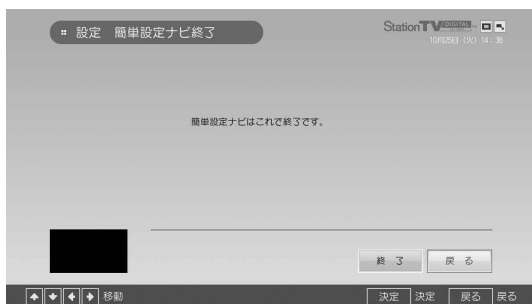 設定 簡単設定ナビ終了
StationTV DIGITAL
10月25日 (火) 14:38
簡単設定ナビはこれで終了です。
終 了
戻 る
移動
決定 決定 戻る 戻る